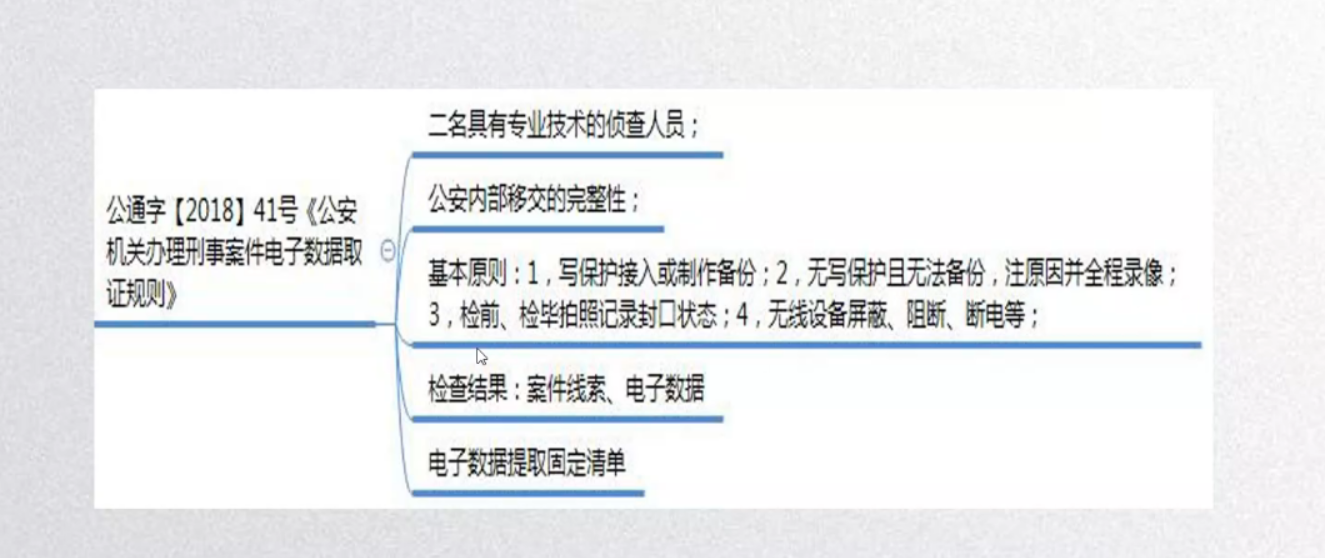 公通字【2018】41号《公安
机关办理刑事案件电子数据取
证规则》
二名具有专业技术的侦查人员；
公安内部移交的完整性；
基本原则：1，写保护接入或制作备份；2，无写保护且无法备份，注原因并全程录像；
3，检前、检毕拍照记录封口状态；4，无线设备屏蔽、阻断、断电等；
检查结果：案件线索、电子数据
电子数据提取固定清单